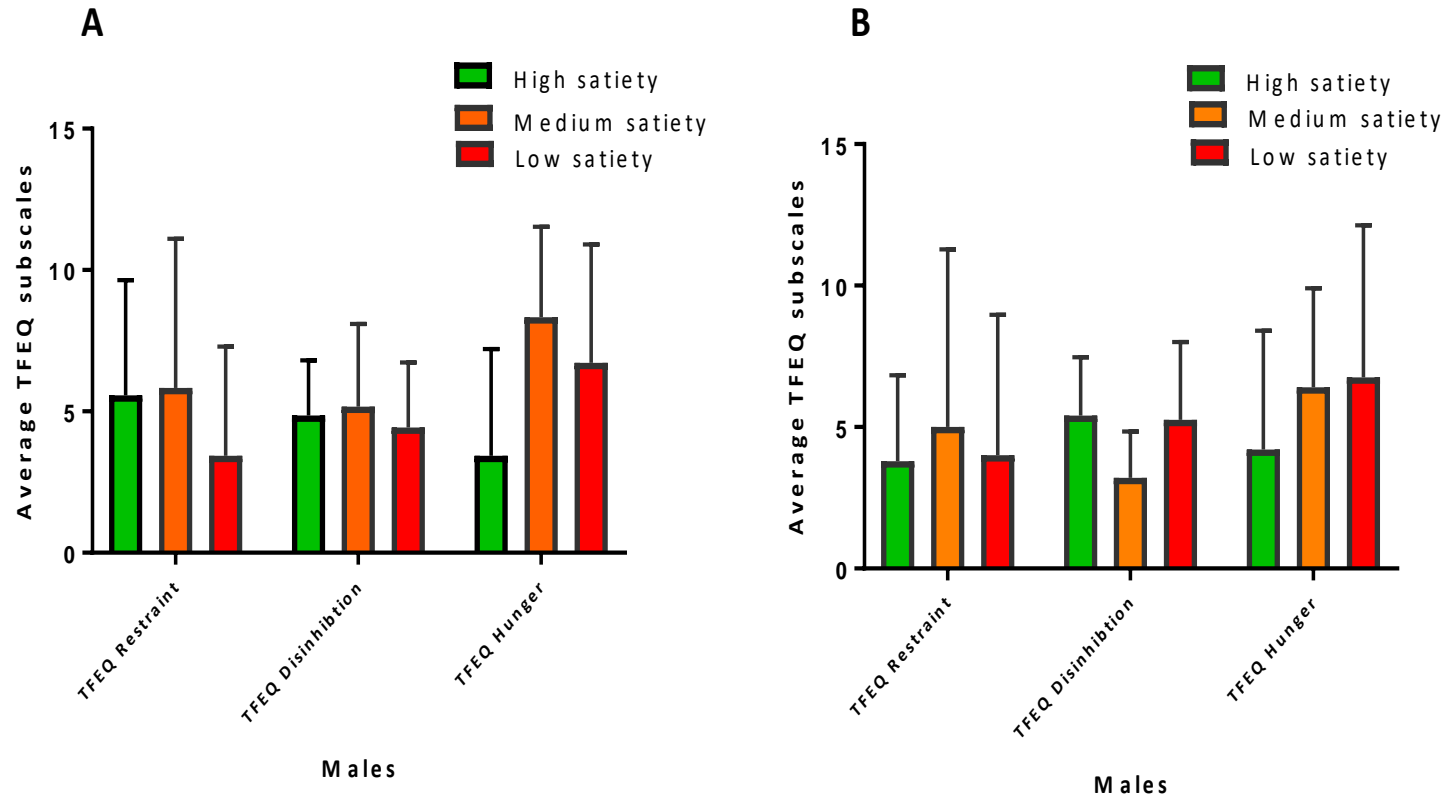 A
High satiety
Medium satiety
Low satiety
15
10
5
0
Average TFEQ subscales
TFEQ Restraint
TFEQ Disinhibtion
TFEQ Hunger
Males
B
High satiety
Medium satiety
Low satiety
15
10
5
0
Average TFEQ subscales
TFEQ Restraint
TFEQ Disinhibtion
TFEQ Hunger
Males